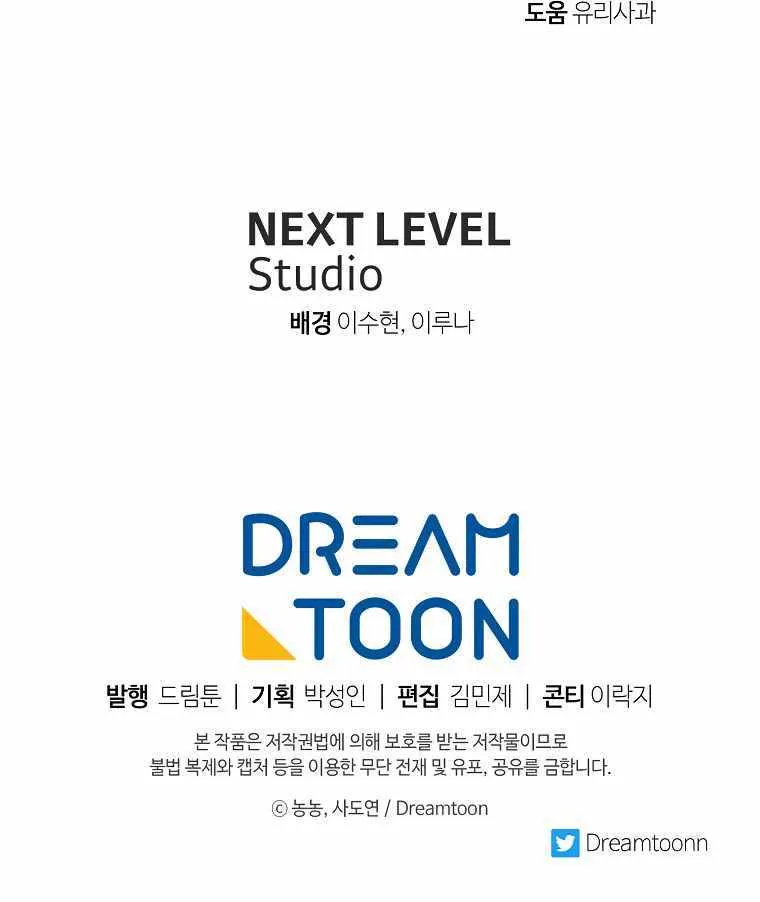 도움 유리사과
NEXT LEVEL
Studio
배경 이수현, 이루나
DREAM
TOON
발행 드림툰 | 기획 박성인 | 편집 김민제 | 콘티 이락지
본 작품은 저작권법에 의해 보호를 받는 저작물이므로
불법 복제와 캡처 등을 이용한 무단 전재 및 유포, 공유를 금합니다.
ⓒ 농농, 사도연 / Dreamtoon
Dreamtoonn